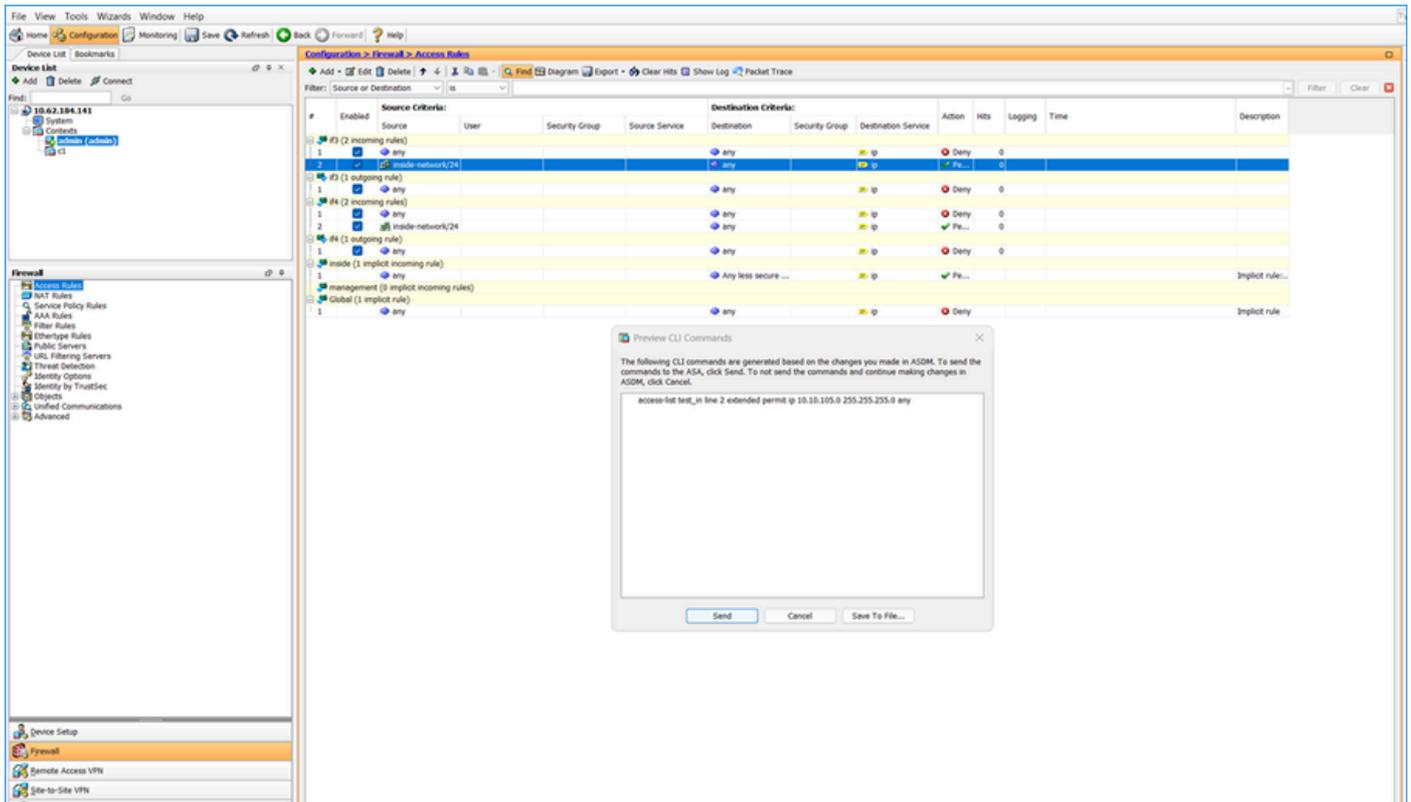 File View Tools Wizards Window Help
Home Configuration Monitoring Save Refresh Back Forward Help
Device List Bookmarks
Device List
Add Delete Connect
Find: Go
10.62.184.141
System
Contexts
admin (admin)
c1
Firewall
Access Rules
NAT Rules
Service Policy Rules
AAA Rules
Filter Rules
Ethertype Rules
Public Servers
URL Filtering Servers
Threat Detection
Identity Options
Identity by TrustSec
Objects
Unified Communications
Advanced
Device Setup
Firewall
Remote Access VPN
Site-to-Site VPN
Configuration > Firewall > Access Rules
Add Edit Delete Find Diagram Export Clear Hits Show Log Packet Trace
Filter: Source or Destination is Filter Clear
Source Criteria: Destination Criteria:
# Enabled Source User Security Group Source Service Destination Security Group Destination Service Action Hits Logging Time Description
if3 (2 incoming rules)
1 any any ip Deny 0
2 inside-network/24 any ip Pe... 0
if3 (1 outgoing rule)
1 any any ip Deny 0
if4 (2 incoming rules)
1 any any ip Deny 0
2 inside-network/24 any ip Pe... 0
if4 (1 outgoing rule)
1 any any ip Deny 0
inside (1 implicit incoming rule)
1 any Any less secure ... ip Pe... Implicit rule:...
management (0 implicit incoming rules)
Global (1 implicit rule)
1 any any ip Deny Implicit rule
Preview CLI Commands
The following CLI commands are generated based on the changes you made in ASDM. To send the
commands to the ASA, click Send. To not send the commands and continue making changes in
ASDM, click Cancel.
access-list test_in line 2 extended permit ip 10.10.105.0 255.255.255.0 any
Send Cancel Save To File...